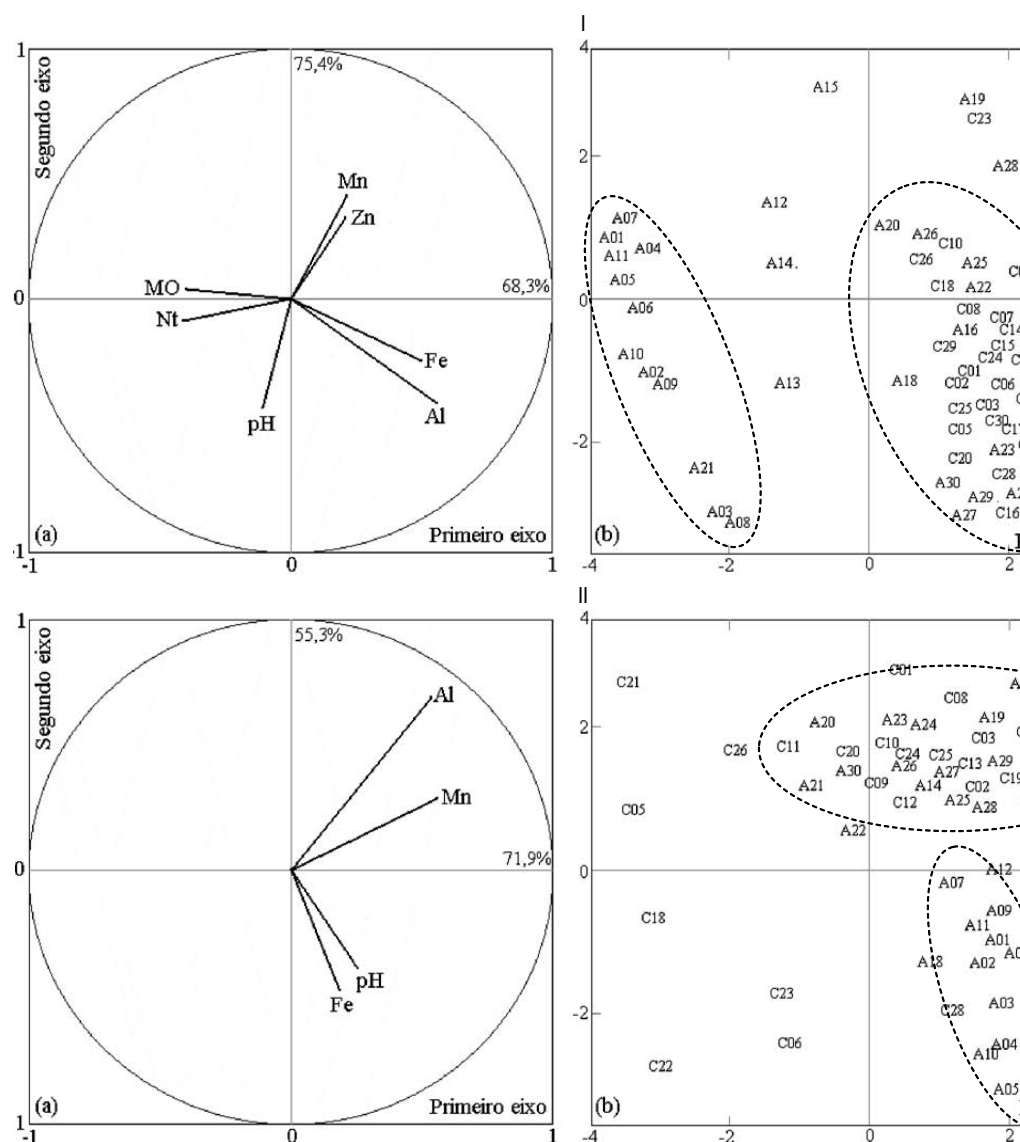 I
1
75,4%
Segundo eixo
Mn
Zn
MO
Nt
68,3%
0
Fe
Al
pH
(a)
Primeiro eixo
-1
0
1
4
2
0
-2
-4
-2
0
2
A15
A19
C23
A28
A12
A07
A01
A04
A11
A14
A05
A06
A20
A26
C10
C26
A25
C18
A22
C08
C07
A16
C14
C29
C15
C24
A10
A02
A09
A13
A18
C01
C02
C06
C25
C03
C30
C05
C17
A23
C20
A21
C28
A30
A29
A03
A08
A27
C16
(b)
II
1
55,3%
Segundo eixo
Al
Mn
71,9%
0
pH
Fe
(a)
Primeiro eixo
-1
0
1
4
2
0
-2
-4
-2
0
2
C21
C01
C08
A20
A23
A24
A19
C26
C11
C10
C03
C20
C24
C25
A30
A26
A27
C13
A29
C19
A21
C09
A14
C02
C05
C12
A25
A28
A22
A12
A07
C18
A09
A11
A01
A18
A02
C23
C28
A03
C06
A04
A10
C22
A05
(b)